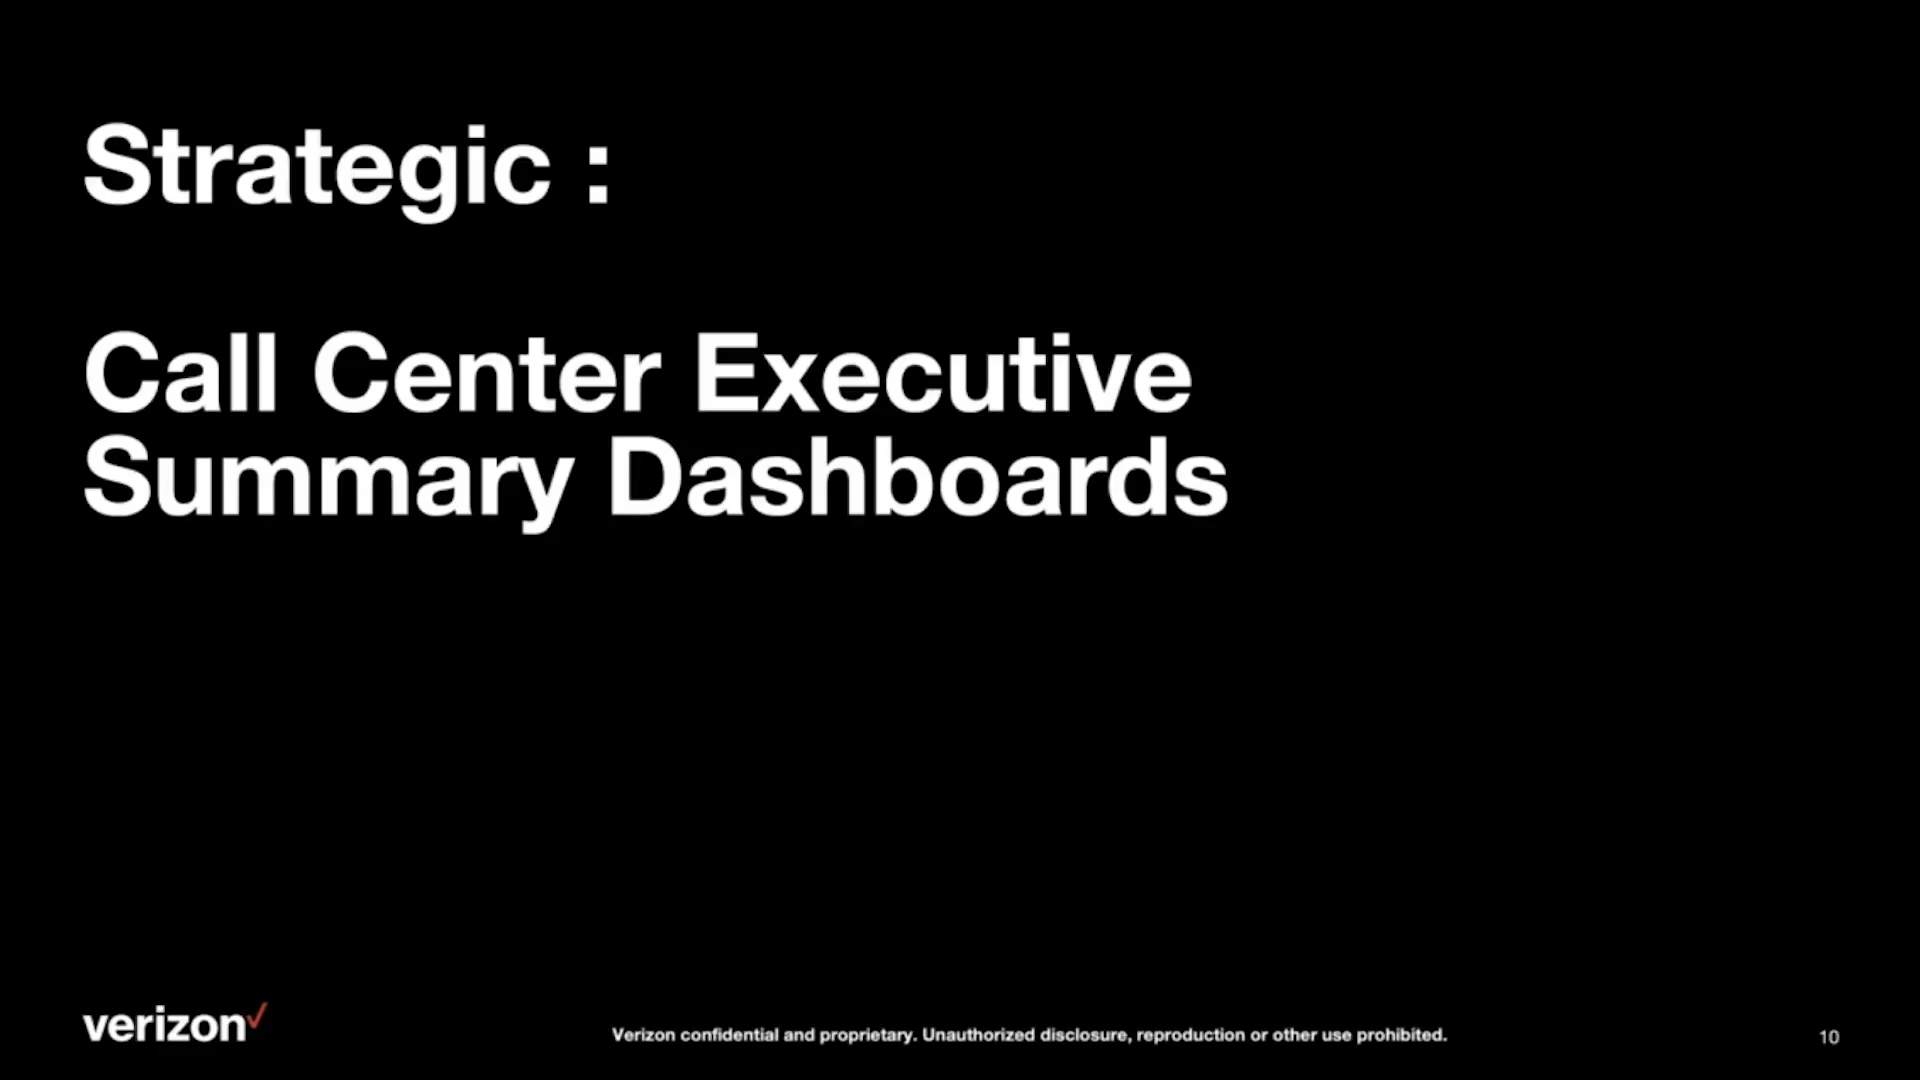 Strategic :
Call Center Executive
Summary Dashboards
verizon✓
Verizon confidential and proprietary. Unauthorized disclosure, reproduction or other use prohibited.
10